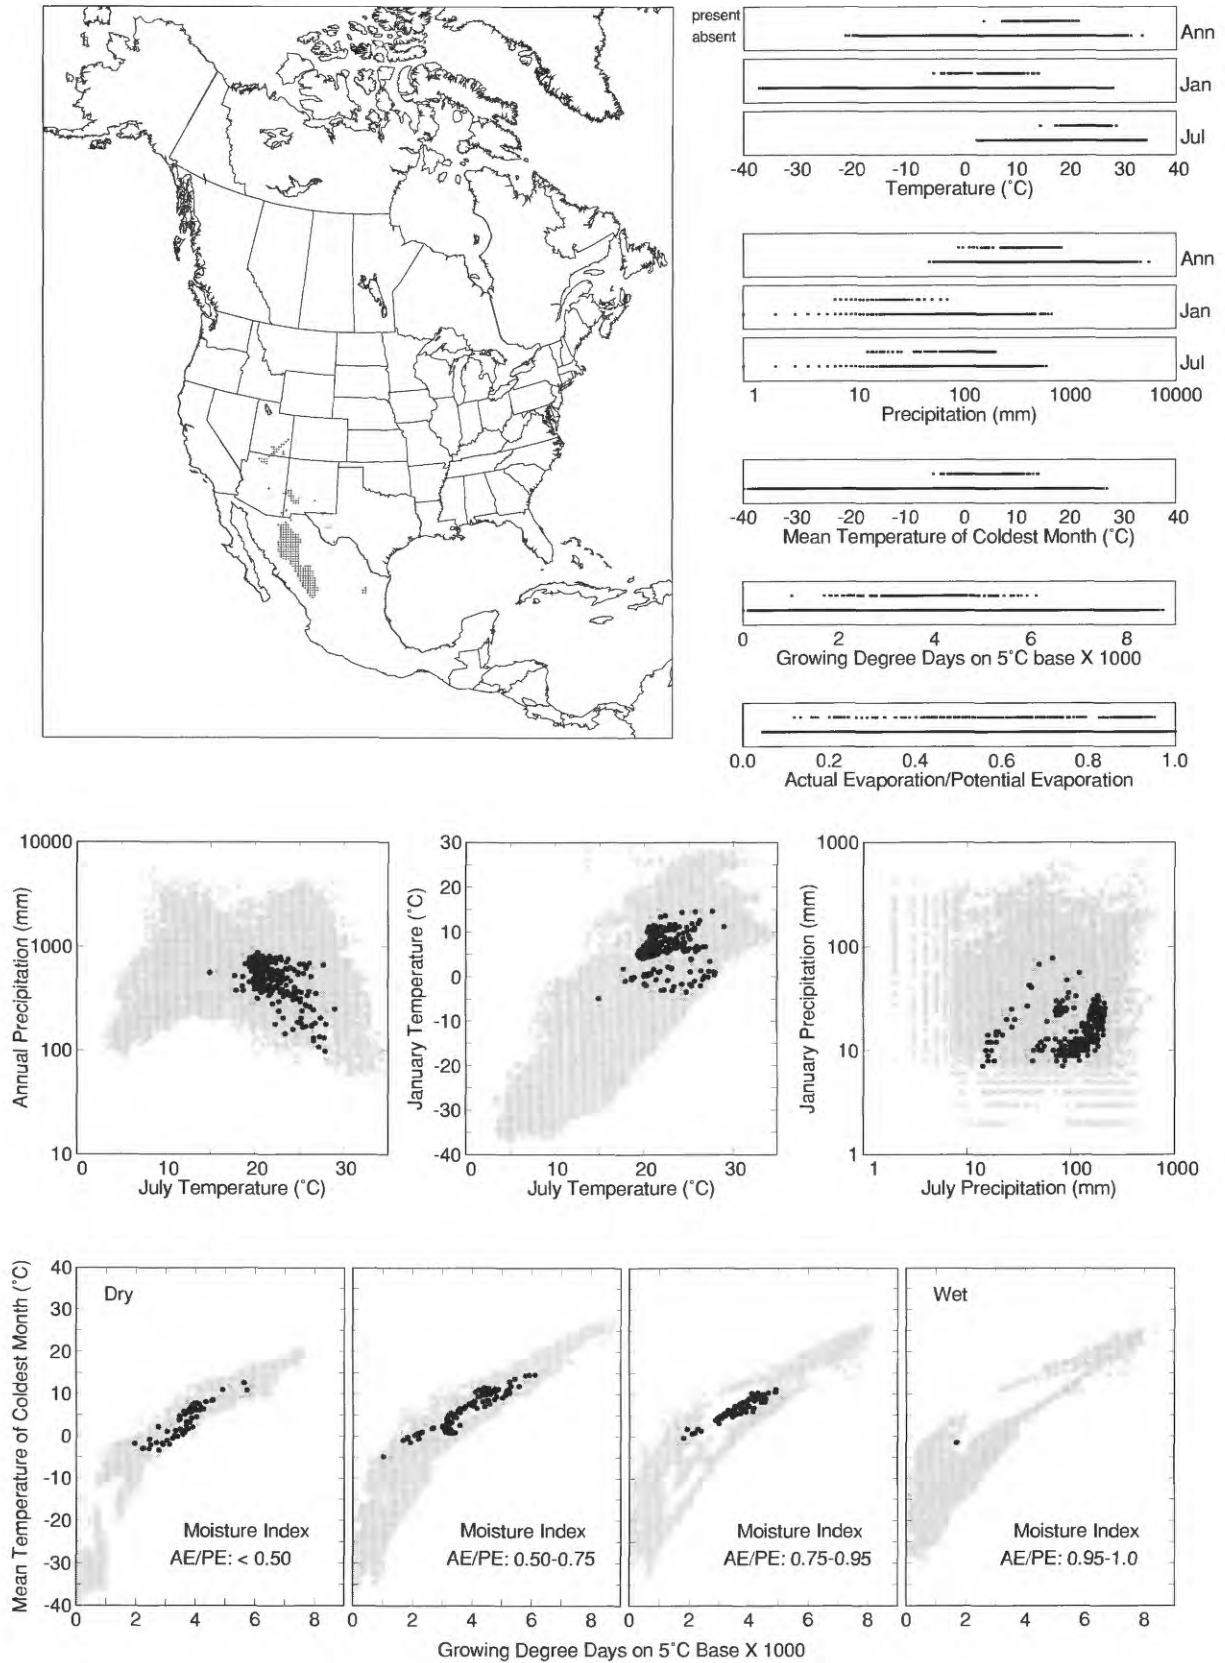 present
absent
Ann
Jan
Jul
-40 -30 -20 -10 0 10 20 30 40
Temperature (°C)
Ann
Jan
Jul
1 10 100 1000 10000
Precipitation (mm)
-40 -30 -20 -10 0 10 20 30 40
Mean Temperature of Coldest Month (°C)
0 2 4 6 8
Growing Degree Days on 5°C base X 1000
0.0 0.2 0.4 0.6 0.8 1.0
Actual Evaporation/Potential Evaporation
10000
1000
100
10
Annual Precipitation (mm)
0 10 20 30
July Temperature (°C)
30
20
10
0
-10
-20
-30
-40
January Temperature (°C)
0 10 20 30
July Temperature (°C)
1000
100
10
1
January Precipitation (mm)
1 10 100 1000
July Precipitation (mm)
40
30
20
10
0
-10
-20
-30
-40
Mean Temperature of Coldest Month (°C)
Dry
Moisture Index
AE/PE: < 0.50
0 2 4 6 8
Moisture Index
AE/PE: 0.50-0.75
0 2 4 6 8
Moisture Index
AE/PE: 0.75-0.95
0 2 4 6 8
Wet
Moisture Index
AE/PE: 0.95-1.0
0 2 4 6 8
Growing Degree Days on 5°C Base X 1000